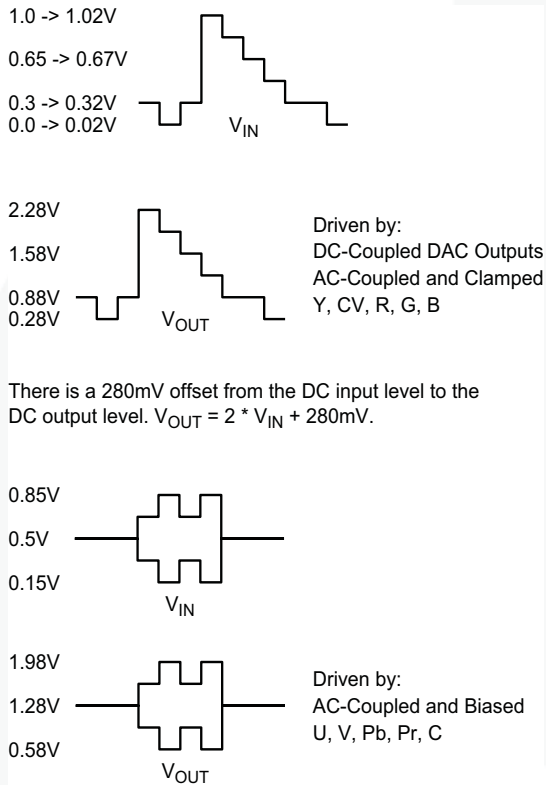 1.0 -> 1.02V
0.65 -> 0.67V
0.3 -> 0.32V
0.0 -> 0.02V
VIN
2.28V
1.58V
0.88V
0.28V
VOUT
Driven by:
DC-Coupled DAC Outputs
AC-Coupled and Clamped
Y, CV, R, G, B
There is a 280mV offset from the DC input level to the
DC output level. VOUT = 2 * VIN + 280mV.
0.85V
0.5V
0.15V
VIN
1.98V
1.28V
0.58V
VOUT
Driven by:
AC-Coupled and Biased
U, V, Pb, Pr, C